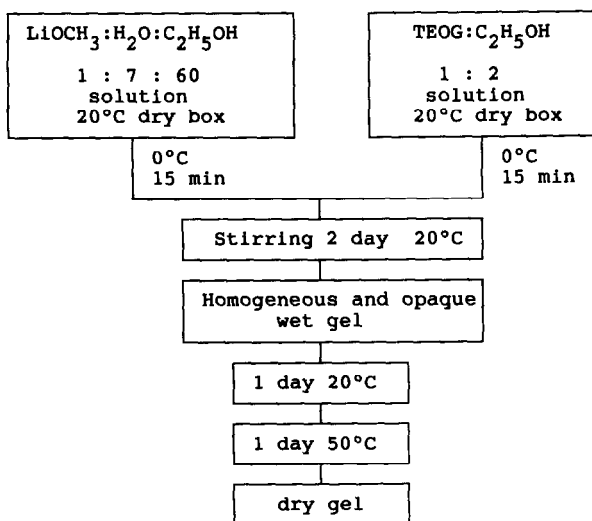 LiOCH₃:H₂O:C₂H₅OH
1 : 7 : 60
solution
20°C dry box
TEOG:C₂H₅OH
1 : 2
solution
20°C dry box
0°C
15 min
0°C
15 min
Stirring 2 day 20°C
Homogeneous and opaque
wet gel
1 day 20°C
1 day 50°C
dry gel